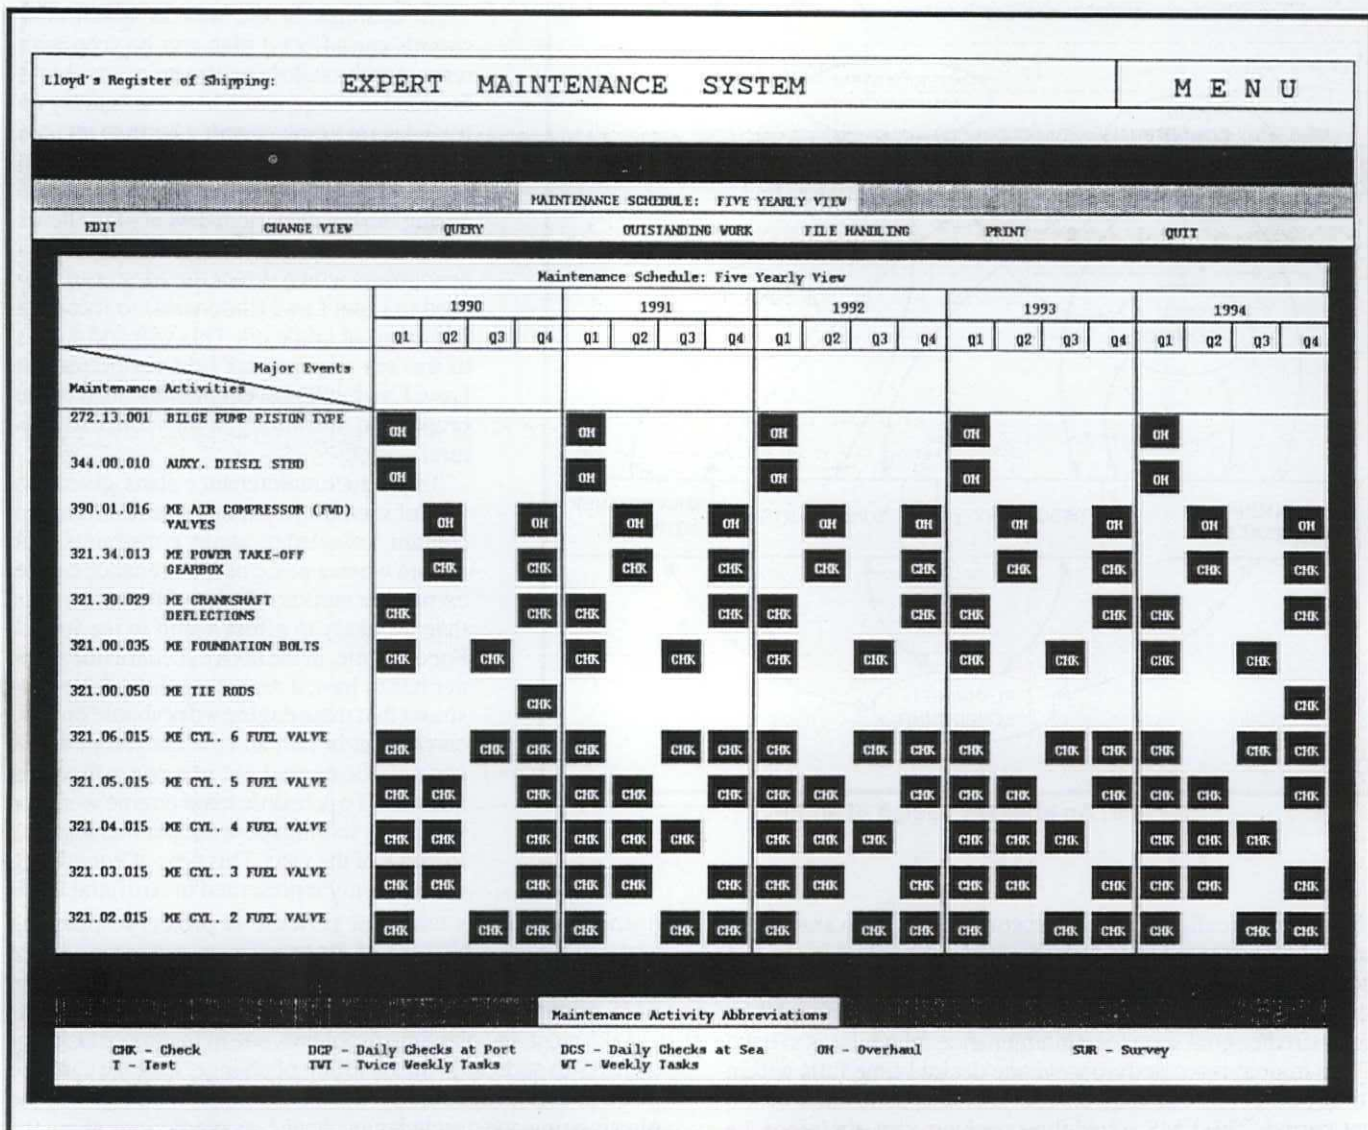 Lloyd's Register of Shipping: EXPERT MAINTENANCE SYSTEM MENU
MAINTENANCE SCHEDULE: FIVE YEARLY VIEW
EDIT CHANGE VIEW QUERY OUTSTANDING WORK FILE HANDLING PRINT QUIT
Maintenance Schedule: Five Yearly View
1990 1991 1992 1993 1994
Q1 Q2 Q3 Q4 Q1 Q2 Q3 Q4 Q1 Q2 Q3 Q4 Q1 Q2 Q3 Q4 Q1 Q2 Q3 Q4
Major Events
Maintenance Activities
272.13.001 BILGE PUMP PISTON TYPE OH OH OH OH OH
344.00.010 AUXY. DIESEL STBD OH OH OH OH OH
390.01.016 ME AIR COMPRESSOR (FWD) OH OH OH OH OH OH OH OH OH OH
VALVES
321.34.013 ME POWER TAKE-OFF CHK CHK CHK CHK CHK CHK CHK CHK CHK CHK
GEARBOX
321.30.029 ME CRANKSHAFT CHK CHK CHK CHK CHK CHK CHK CHK CHK CHK
DEFLECTIONS
321.00.035 ME FOUNDATION BOLTS CHK CHK CHK CHK CHK CHK CHK CHK CHK CHK
321.00.050 ME TIE RODS CHK CHK
321.06.015 ME CYL. 6 FUEL VALVE CHK CHK CHK CHK CHK CHK CHK CHK CHK CHK CHK CHK CHK CHK CHK
321.05.015 ME CYL. 5 FUEL VALVE CHK CHK CHK CHK CHK CHK CHK CHK CHK CHK CHK CHK CHK CHK CHK
321.04.015 ME CYL. 4 FUEL VALVE CHK CHK CHK CHK CHK CHK CHK CHK CHK CHK CHK CHK CHK CHK CHK
321.03.015 ME CYL. 3 FUEL VALVE CHK CHK CHK CHK CHK CHK CHK CHK CHK CHK CHK CHK CHK CHK CHK
321.02.015 ME CYL. 2 FUEL VALVE CHK CHK CHK CHK CHK CHK CHK CHK CHK CHK CHK CHK CHK CHK CHK
Maintenance Activity Abbreviations
CHK - Check DCP - Daily Checks at Port DCS - Daily Checks at Sea OH - Overhaul SUR - Survey
T - Test TWT - Twice Weekly Tasks WT - Weekly Tasks